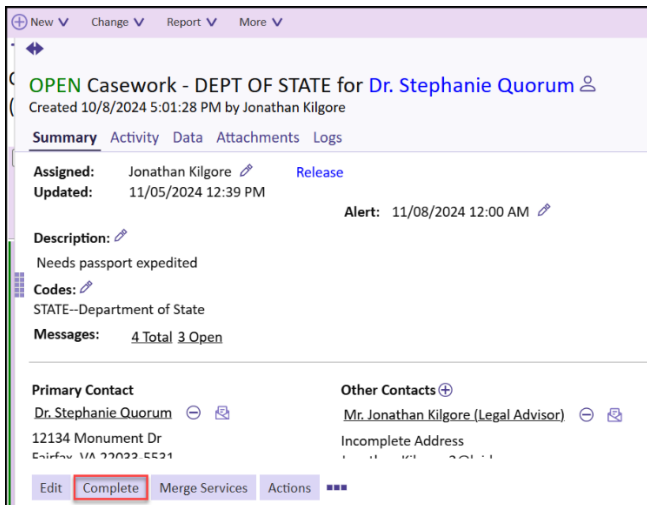 New Change Report More
OPEN Casework - DEPT OF STATE for Dr. Stephanie Quorum
Created 10/8/2024 5:01:28 PM by Jonathan Kilgore
Summary Activity Data Attachments Logs
Assigned: Jonathan Kilgore Release
Updated: 11/05/2024 12:39 PM
Alert: 11/08/2024 12:00 AM
Description:
Needs passport expedited
Codes:
STATE--Department of State
Messages: 4 Total 3 Open
Primary Contact
Dr. Stephanie Quorum
12134 Monument Dr
Fairfax, VA 22033-5531
Other Contacts
Mr. Jonathan Kilgore (Legal Advisor)
Incomplete Address
Edit Complete Merge Services Actions